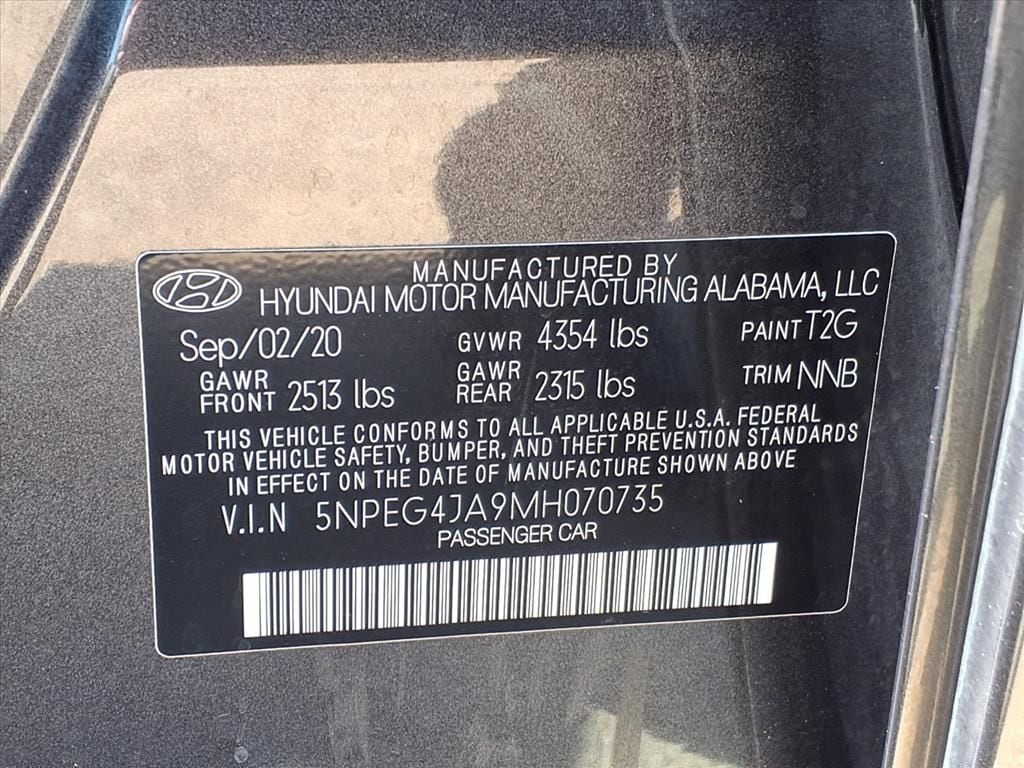 MANUFACTURED BY
HYUNDAI MOTOR MANUFACTURING ALABAMA, LLC
Sep/02/20 GVWR 4354 lbs PAINT T2G
GAWR FRONT 2513 lbs GAWR REAR 2315 lbs TRIM NNB
THIS VEHICLE CONFORMS TO ALL APPLICABLE U.S.A. FEDERAL
MOTOR VEHICLE SAFETY, BUMPER, AND THEFT PREVENTION STANDARDS
IN EFFECT ON THE DATE OF MANUFACTURE SHOWN ABOVE
V.I.N 5NPEG4JA9MH070735
PASSENGER CAR